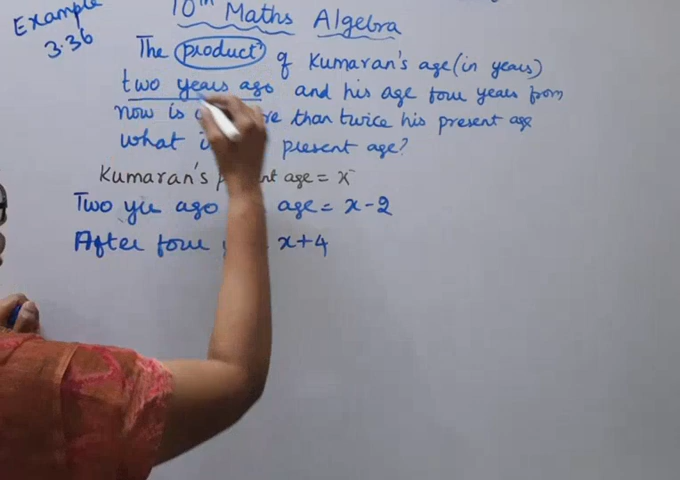 Example
3.36
10th Maths Algebra
The product of Kumaran's age (in years)
two years ago and his age four years from
now is than twice his present age
what present age?
Kumaran's age = x
Two ago age = x-2
After four x+4